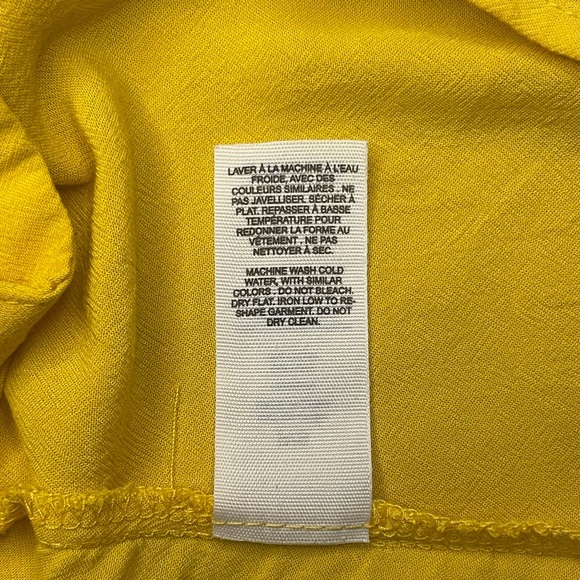 LAVER À LA MACHINE À L'EAU
FROIDE, AVEC DES
COULEURS SIMILAIRES . NE
PAS JAVELLISER. SÉCHER À
PLAT. REPASSER À BASSE
TEMPÉRATURE POUR
REDONNER LA FORME AU
VÊTEMENT . NE PAS
NETTOYER À SEC.
MACHINE WASH COLD
WATER, WITH SIMILAR
COLORS . DO NOT BLEACH.
DRY FLAT. IRON LOW TO RE-
SHAPE GARMENT. DO NOT
DRY CLEAN.